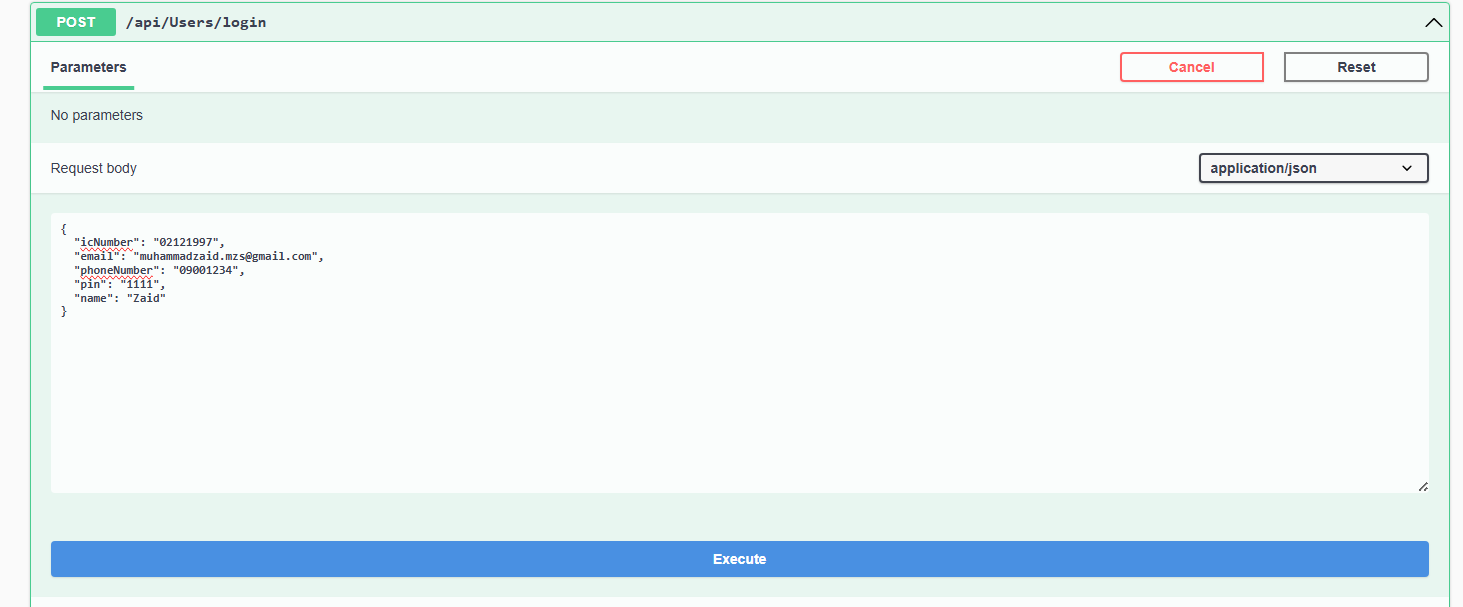 POST /api/Users/login
Parameters Cancel Reset
No parameters
Request body application/json
{
  "icNumber": "02121997",
  "email": "muhammadzaid.mzs@gmail.com",
  "phoneNumber": "09001234",
  "pin": "1111",
  "name": "Zaid"
}
Execute